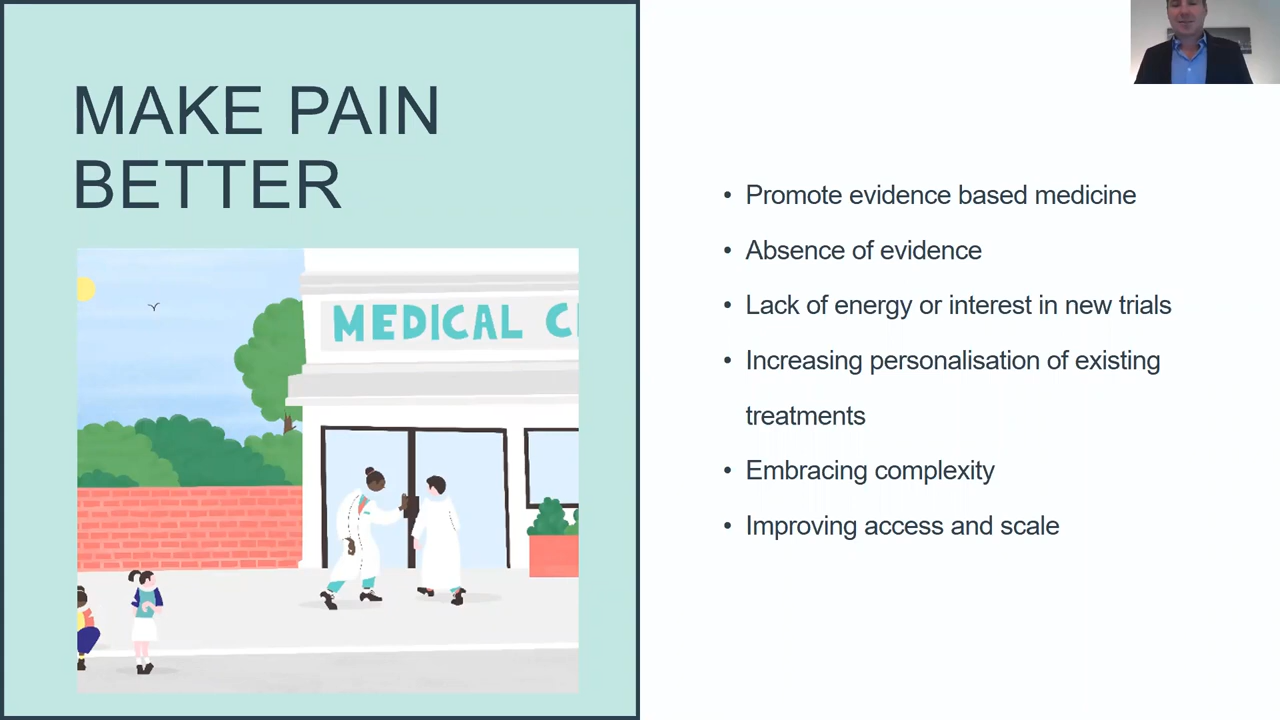 MAKE PAIN
BETTER
MEDICAL C
• Promote evidence based medicine
• Absence of evidence
• Lack of energy or interest in new trials
• Increasing personalisation of existing
treatments
• Embracing complexity
• Improving access and scale